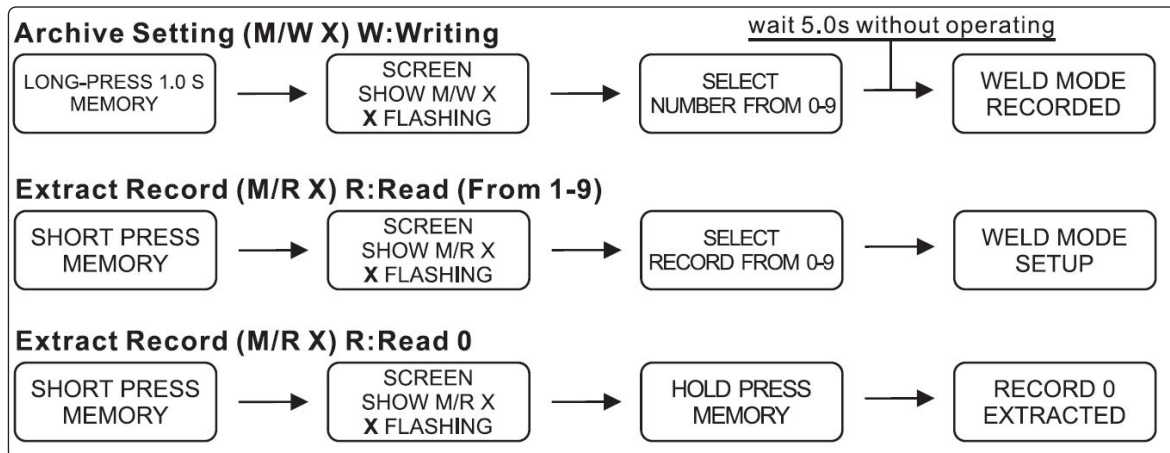 Archive Setting (M/W X) W:Writing
wait 5.0s without operating
LONG-PRESS 1.0 S
MEMORY
SCREEN
SHOW M/W X
X FLASHING
SELECT
NUMBER FROM 0-9
WELD MODE
RECORDED
Extract Record (M/R X) R:Read (From 1-9)
SHORT PRESS
MEMORY
SCREEN
SHOW M/R X
X FLASHING
SELECT
RECORD FROM 0-9
WELD MODE
SETUP
Extract Record (M/R X) R:Read 0
SHORT PRESS
MEMORY
SCREEN
SHOW M/R X
X FLASHING
HOLD PRESS
MEMORY
RECORD 0
EXTRACTED